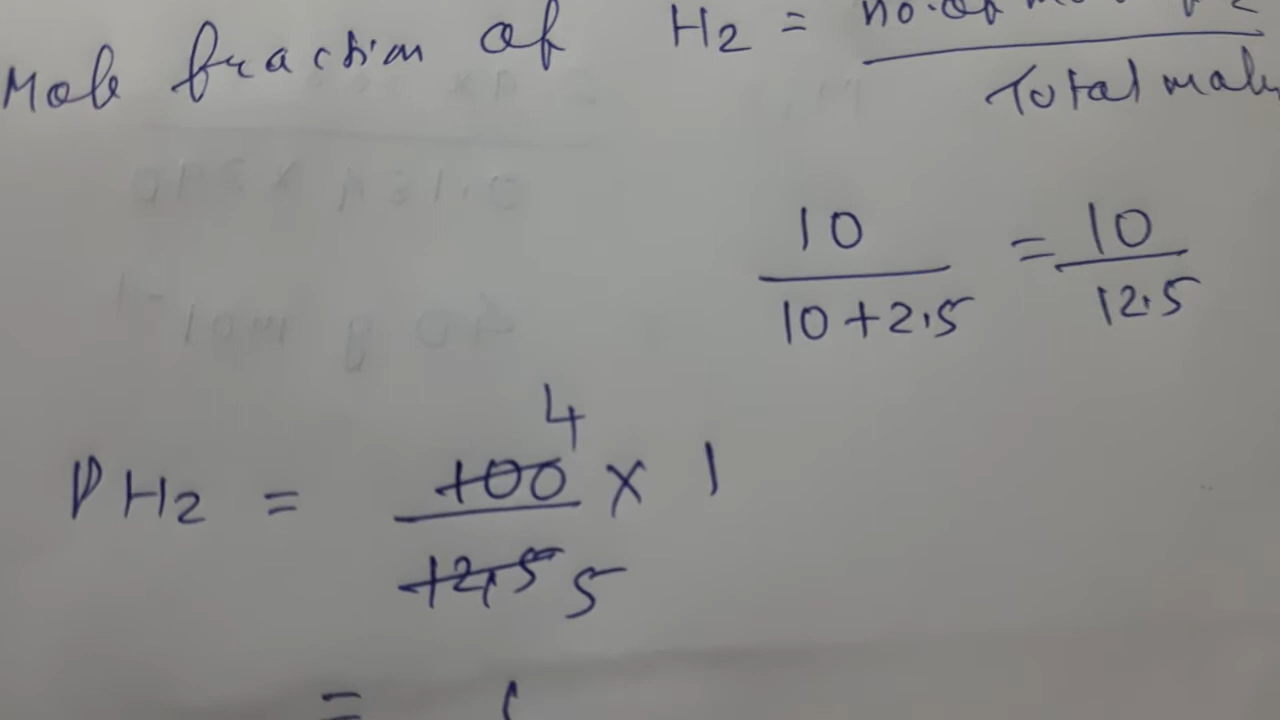 Mole fraction of H2 =
Total
10 / 10+2.5 = 10 / 12.5
4
PH2 = 100 / 12.5 5 x 1
=